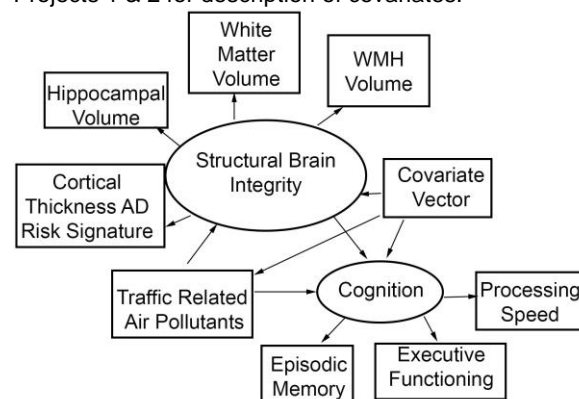 Projects 1 & 2 for description of covariates.
White
Matter
Volume
WMH
Volume
Hippocampal
Volume
Structural Brain
Integrity
Cortical
Thickness AD
Risk Signature
Covariate
Vector
Traffic Related
Air Pollutants
Cognition
Processing
Speed
Episodic
Memory
Executive
Functioning